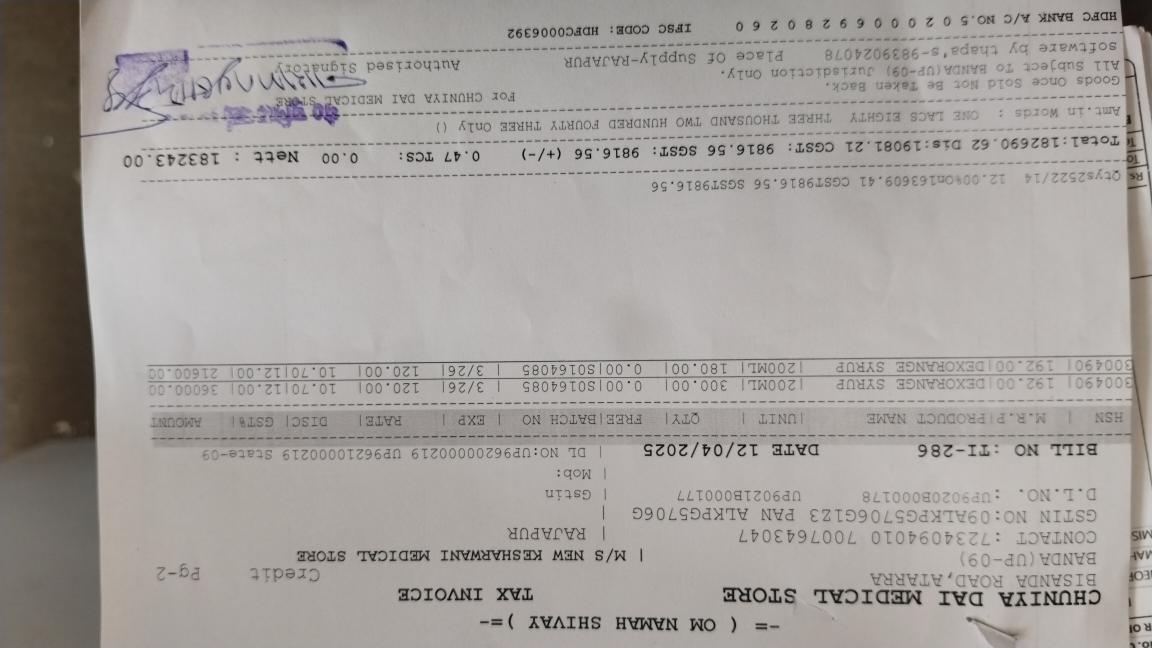 -= ( OM NAMAH SHIVAY )=-
CHUNIYA DAI MEDICAL STORE TAX INVOICE
BISANDA ROAD,ATARRA Credit Pg-2
BANDA(UP-09) | M/S NEW KESHARWANI MEDICAL STORE
CONTACT :7234094010 7007643047 | RAJAPUR
GSTIN NO:09ALKPG5706G1Z3 PAN ALKPG5706G |
D.L.NO. :UP9020B000178 UP9021B000177 | Gstin
| Mob:
BILL NO :TI-286 DATE 12/04/2025 | DL NO:UP9620000219 UP9621000219 State-09
HSN | M.R.P|PRODUCT NAME |UNIT | QTY| FREE|BATCH NO | EXP | RATE| DISC| GST%| AMOUNT
300490| 192.00|DEXORANGE SYRUP |200ML| 300.00| 0.00|S0164085 | 3/26| 120.00| 10.70|12.00| 36000.00
300490| 192.00|DEXORANGE SYRUP |200ML| 180.00| 0.00|S0164085 | 3/26| 120.00| 10.70|12.00| 21600.00
Qty:2522/14 12.00%On163609.41 CGST9816.56 SGST9816.56
Total:182690.62 Dis:19081.21 CGST: 9816.56 SGST: 9816.56 (+/-) 0.47 TCS: 0.00 Nett : 183243.00
Amt.in Words : ONE LACS EIGHTY THREE THOUSAND TWO HUNDRED FOURTY THREE Only ()
Goods Once Sold Not Be Taken Back. For CHUNIYA DAI MEDICAL STORE
All Subject To BANDA(UP-09) Jurisdiction Only.
software by thapa's-9839024078 Place Of Supply-RAJAPUR Authorised Signatory
HDFC BANK A/C NO.50200069280260 IFSC CODE: HDFC0006392